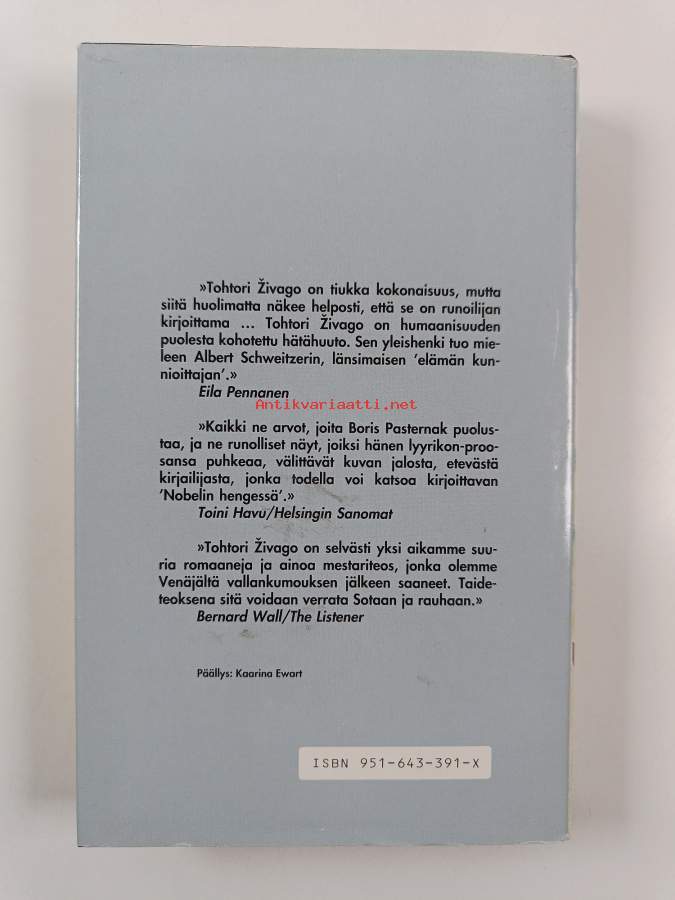 »Tohtori Živago on tiukka kokonaisuus, mutta
siitä huolimatta näkee helposti, että se on runoilijan
kirjoittama ... Tohtori Živago on humaanisuuden
puolesta kohotettu hätähuuto. Sen yleishenki tuo mie-
leen Albert Schweitzerin, länsimaisen 'elämän kun-
nioittajan'.»
Eila Pennanen
Antikvariaatti.net
»Kaikki ne arvot, joita Boris Pasternak puolus-
taa, ja ne runolliset näyt, joiksi hänen lyyrikon-proo-
sansa puhkeaa, välittävät kuvan jalosta, etevästä
kirjailijasta, jonka todella voi katsoa kirjoittavan
'Nobelin hengessä'.»
Toini Havu/Helsingin Sanomat
»Tohtori Živago on selvästi yksi aikamme suu-
ria romaaneja ja ainoa mestariteos, jonka olemme
Venäjältä vallankumouksen jälkeen saaneet. Taide-
teoksena sitä voidaan verrata Sotaan ja rauhaan.»
Bernard Wall/The Listener
Päällys: Kaarina Ewart
ISBN 951-643-391-X